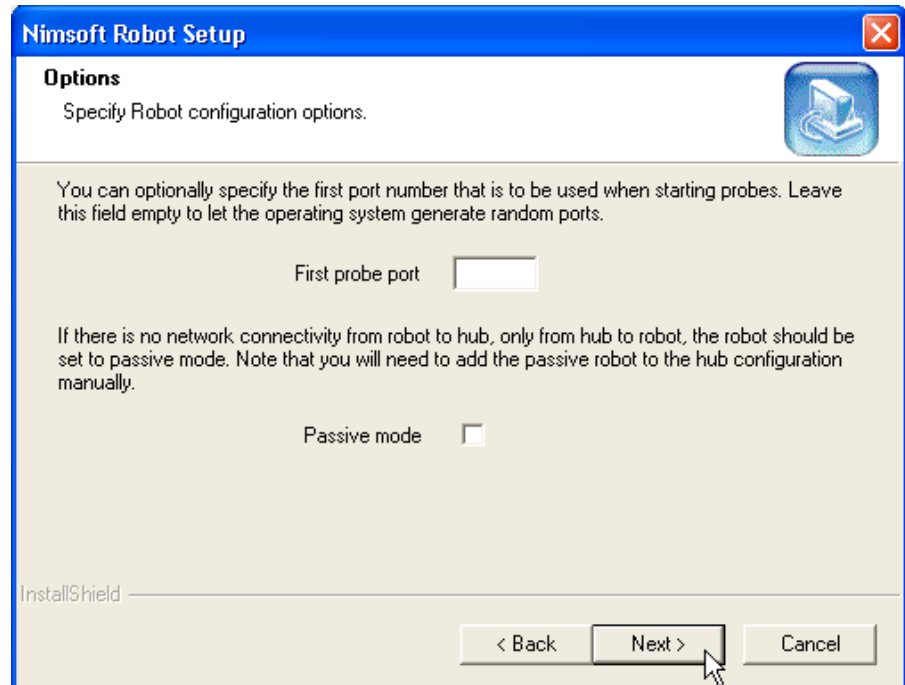 Nimsoft Robot Setup
Options
Specify Robot configuration options.
You can optionally specify the first port number that is to be used when starting probes. Leave
this field empty to let the operating system generate random ports.
First probe port
If there is no network connectivity from robot to hub, only from hub to robot, the robot should be
set to passive mode. Note that you will need to add the passive robot to the hub configuration
manually.
Passive mode
InstallShield
< Back Next > Cancel